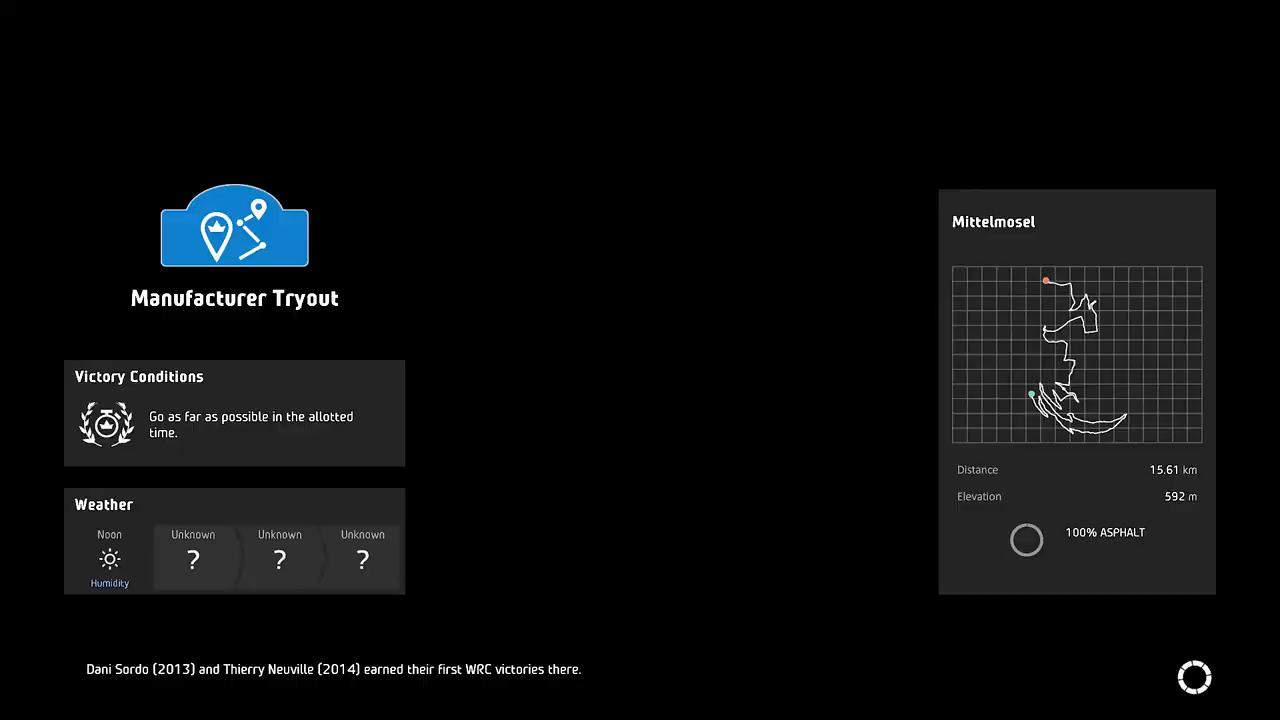 Manufacturer Tryout
Victory Conditions
Go as far as possible in the allotted
time.
Weather
Noon
Unknown
Unknown
Unknown
?
?
?
Humidity
Mittelmosel
Distance
15.61 km
Elevation
592 m
100% ASPHALT
Dani Sordo (2013) and Thierry Neuville (2014) earned their first WRC victories there.